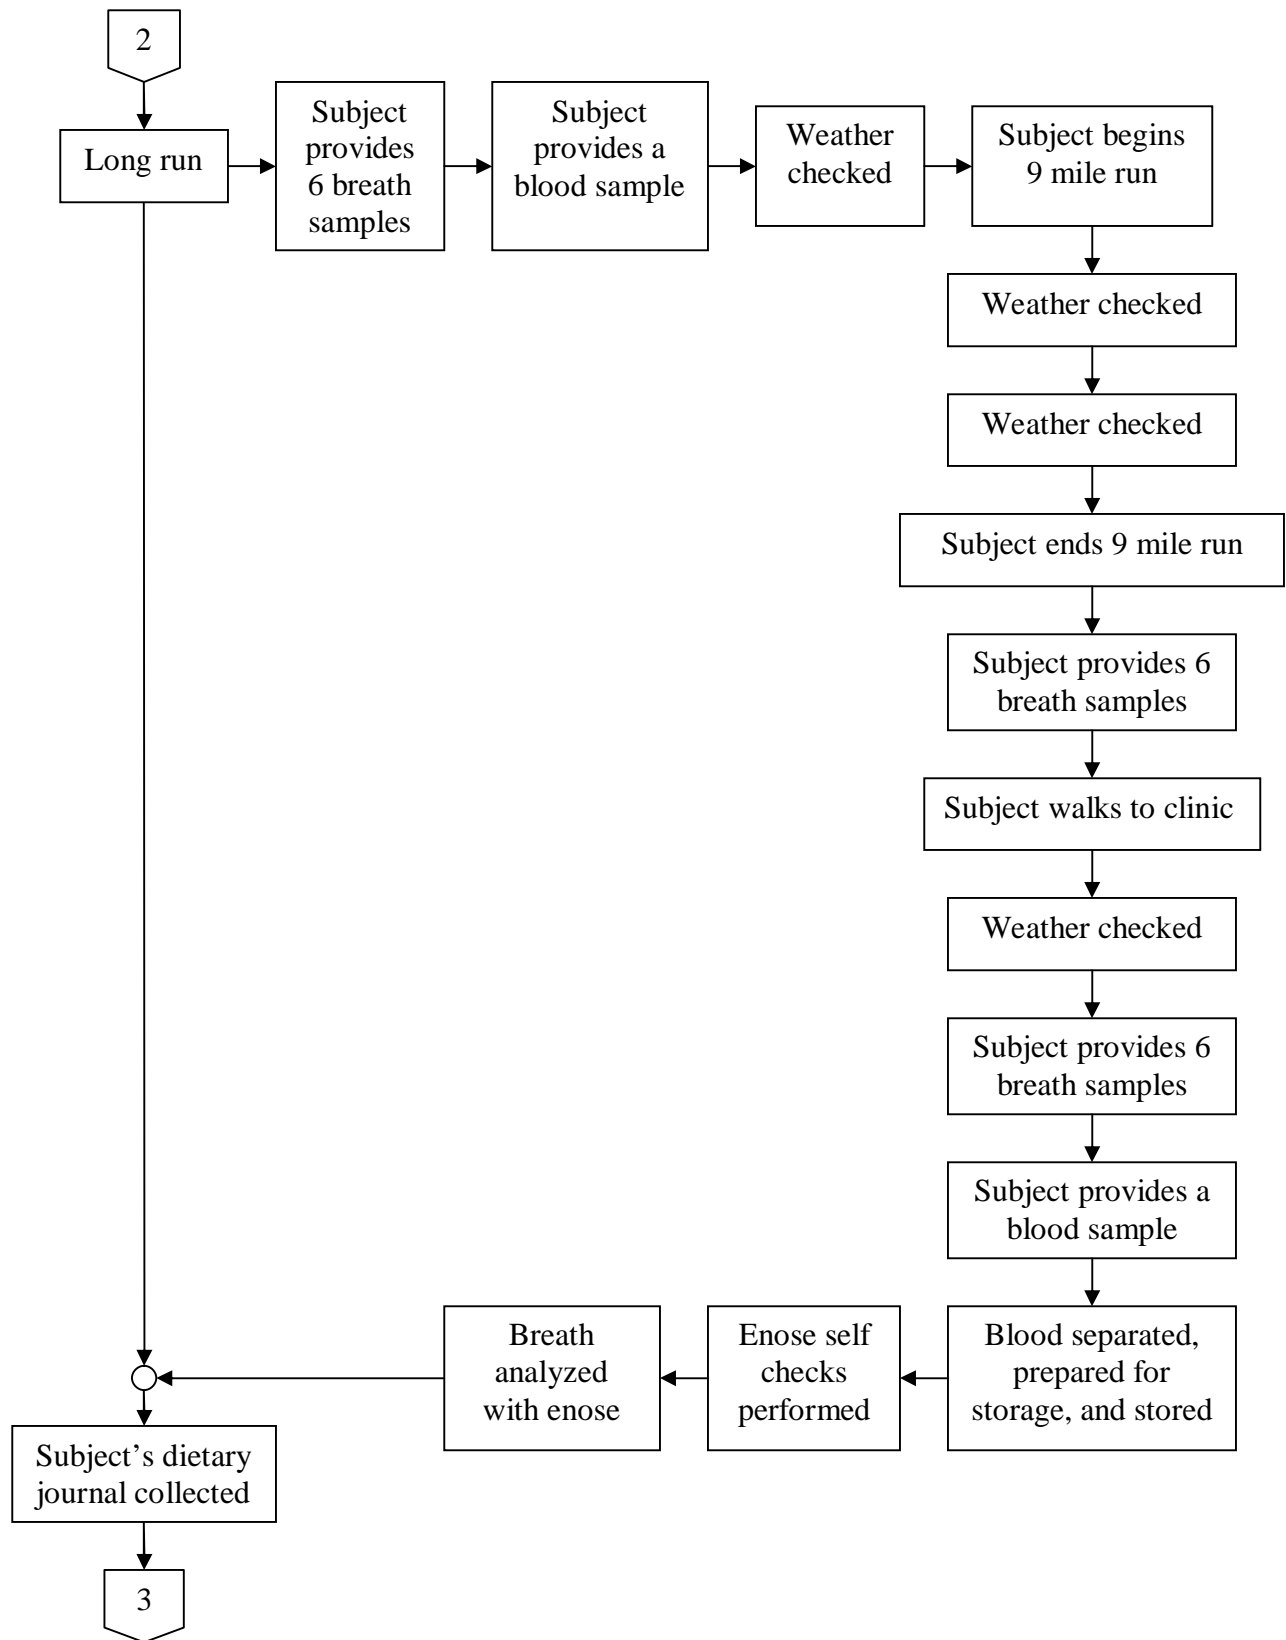 2
Long run
Subject
provides
6 breath
samples
Subject
provides a
blood sample
Weather
checked
Subject begins
9 mile run
Weather checked
Weather checked
Subject ends 9 mile run
Subject provides 6
breath samples
Subject walks to clinic
Weather checked
Subject provides 6
breath samples
Subject provides a
blood sample
Blood separated,
prepared for
storage, and stored
Enose self
checks
performed
Breath
analyzed
with enose
Subject’s dietary
journal collected
3